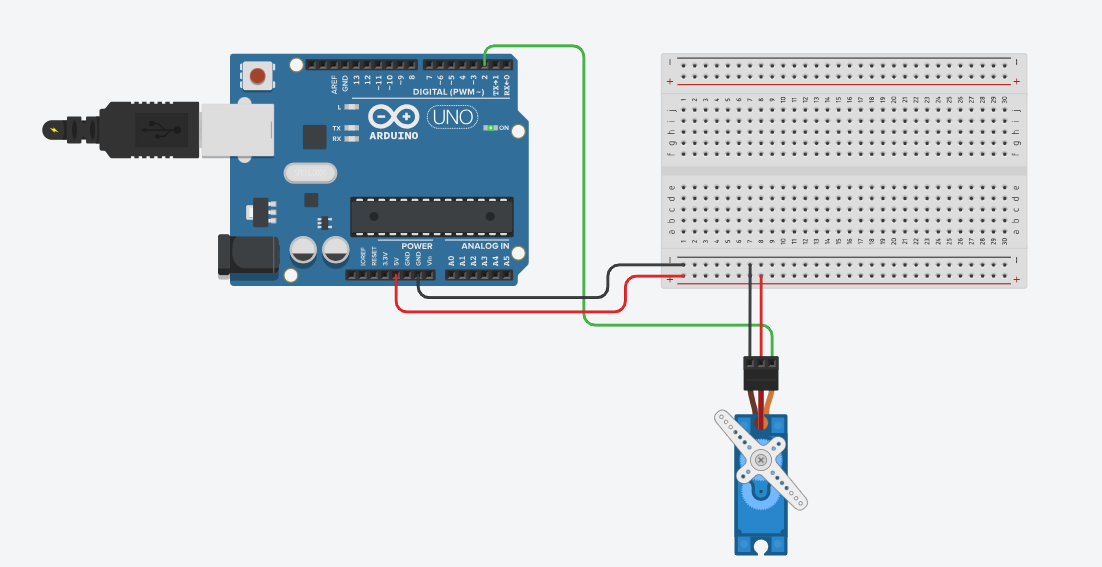 AREF
GND
13
12
~11
~10
~9
8
7
~6
~5
4
~3
2
TX→1
RX←0
DIGITAL (PWM~)
L
TX
RX
ARDUINO
UNO
ON
POWER
ANALOG IN
IOREF
RESET
3.3V
5V
GND
GND
Vin
A0
A1
A2
A3
A4
A5
− −
+ +
1 2 3 4 5 6 7 8 9 10 11 12 13 14 15 16 17 18 19 20 21 22 23 24 25 26 27 28 29 30
j j
i i
h h
g g
f f
e e
d d
c c
b b
a a
1 2 3 4 5 6 7 8 9 10 11 12 13 14 15 16 17 18 19 20 21 22 23 24 25 26 27 28 29 30
− −
+ +